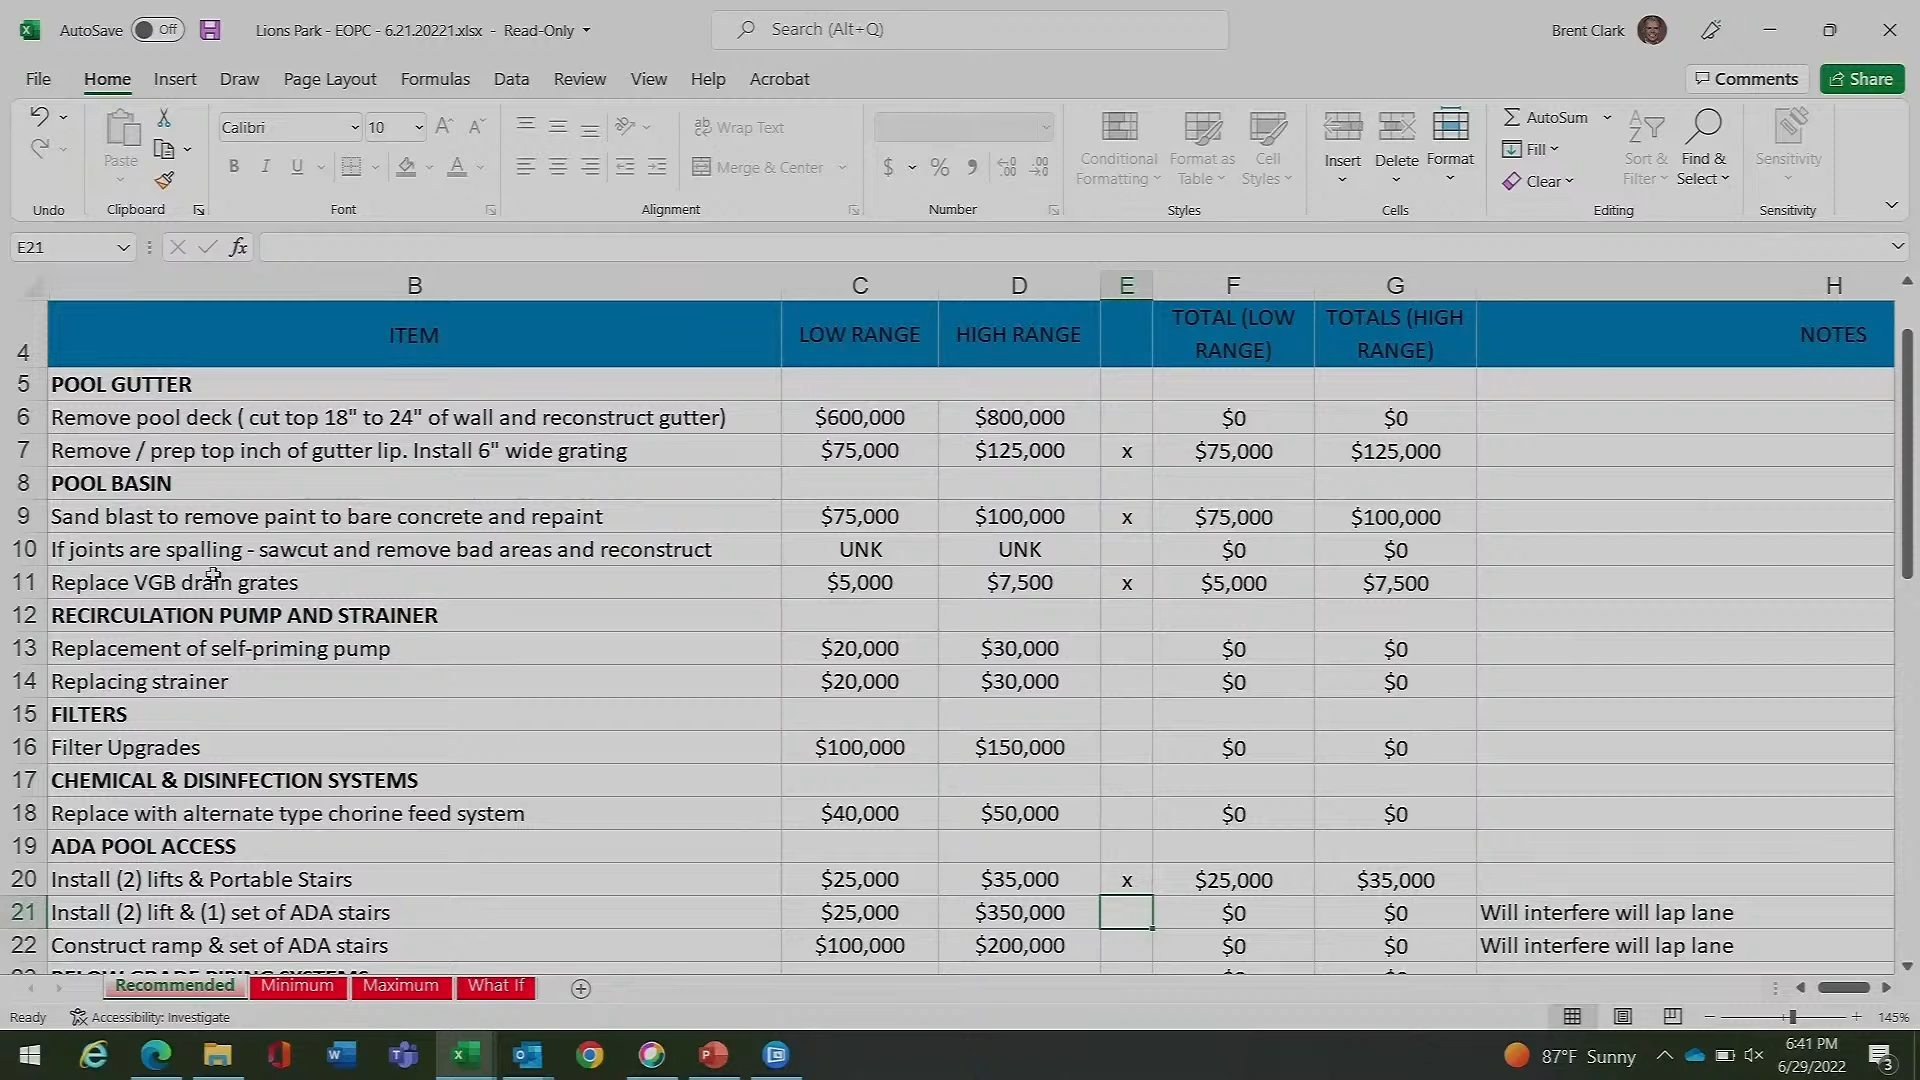 AutoSave Off Lions Park - EOPC - 6.21.20221.xlsx - Read-Only Search (Alt+Q) Brent Clark
File Home Insert Draw Page Layout Formulas Data Review View Help Acrobat Comments Share
Calibri 10 A A Wrap Text AutoSum
Paste B I U A Merge & Center $ % Conditional Formatting Format as Table Cell Styles Insert Delete Format Fill Clear Sort & Filter Find & Select Sensitivity
Undo Clipboard Font Alignment Number Styles Cells Editing Sensitivity
E21 fx
B C D E F G H
4 ITEM LOW RANGE HIGH RANGE TOTAL (LOW RANGE) TOTALS (HIGH RANGE) NOTES
5 POOL GUTTER
6 Remove pool deck ( cut top 18" to 24" of wall and reconstruct gutter) $600,000 $800,000 $0 $0
7 Remove / prep top inch of gutter lip. Install 6" wide grating $75,000 $125,000 x $75,000 $125,000
8 POOL BASIN
9 Sand blast to remove paint to bare concrete and repaint $75,000 $100,000 x $75,000 $100,000
10 If joints are spalling - sawcut and remove bad areas and reconstruct UNK UNK $0 $0
11 Replace VGB drain grates $5,000 $7,500 x $5,000 $7,500
12 RECIRCULATION PUMP AND STRAINER
13 Replacement of self-priming pump $20,000 $30,000 $0 $0
14 Replacing strainer $20,000 $30,000 $0 $0
15 FILTERS
16 Filter Upgrades $100,000 $150,000 $0 $0
17 CHEMICAL & DISINFECTION SYSTEMS
18 Replace with alternate type chorine feed system $40,000 $50,000 $0 $0
19 ADA POOL ACCESS
20 Install (2) lifts & Portable Stairs $25,000 $35,000 x $25,000 $35,000
21 Install (2) lift & (1) set of ADA stairs $25,000 $350,000 $0 $0 Will interfere will lap lane
22 Construct ramp & set of ADA stairs $100,000 $200,000 $0 $0 Will interfere will lap lane
Recommended Minimum Maximum What If
Ready Accessibility: Investigate 145%
87°F Sunny 6:41 PM
6/29/2022 3